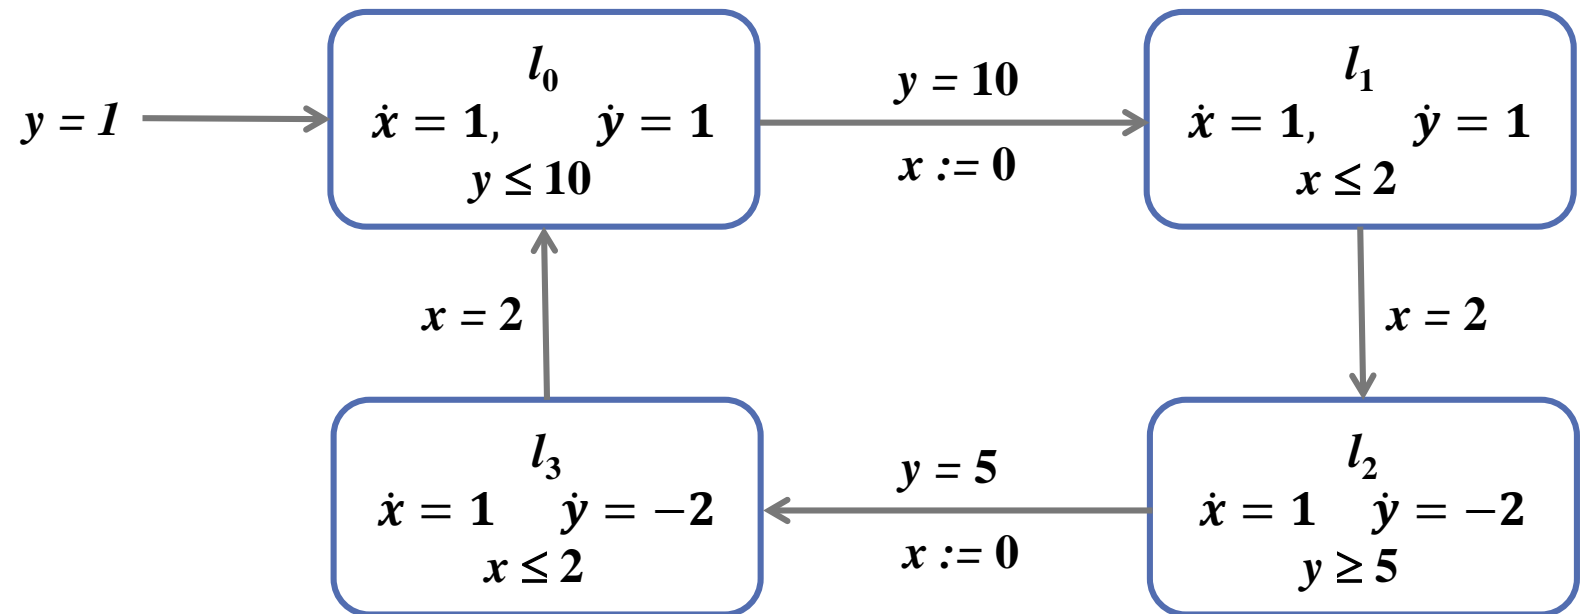 y = 1
l₀
ẋ = 1, ẏ = 1
y ≤ 10
y = 10
x := 0
l₁
ẋ = 1, ẏ = 1
x ≤ 2
x = 2
x = 2
l₃
ẋ = 1 ẏ = −2
x ≤ 2
y = 5
x := 0
l₂
ẋ = 1 ẏ = −2
y ≥ 5